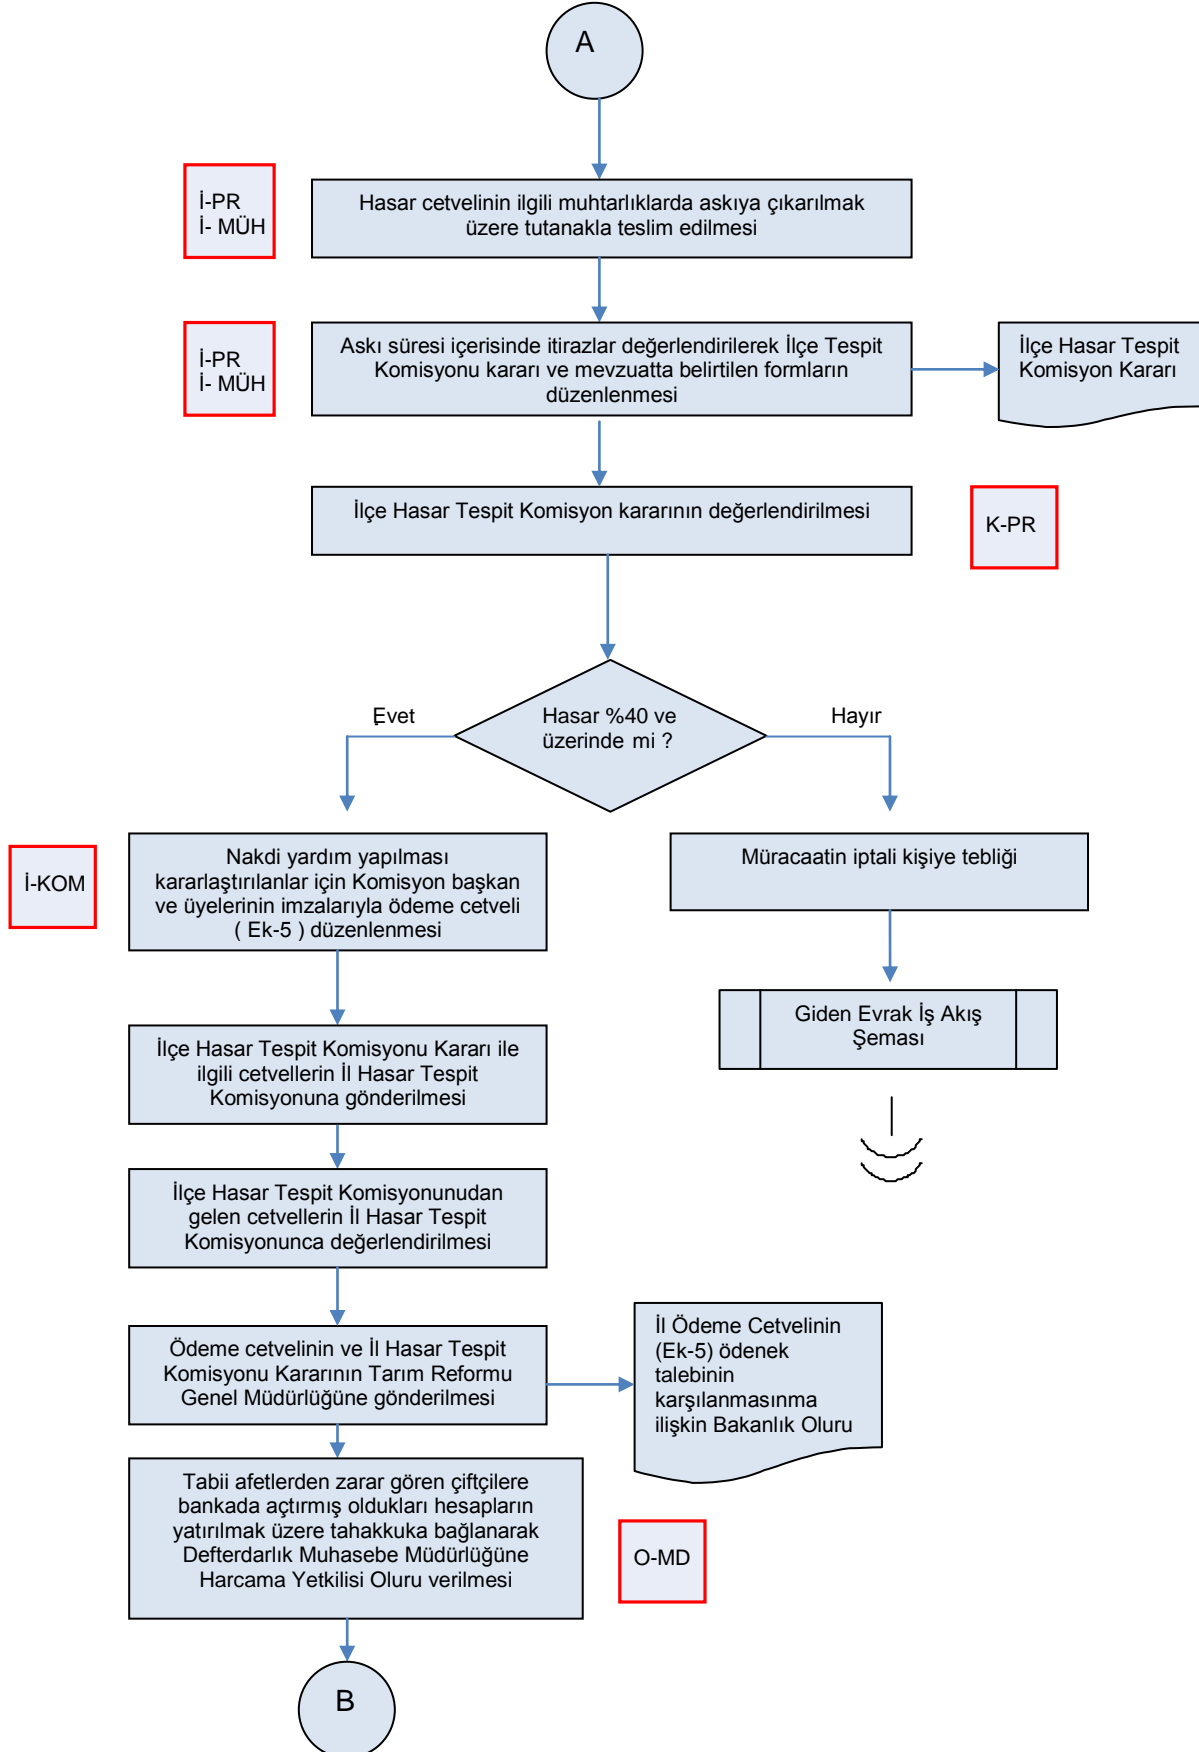 A
İ-PR
İ- MÜH
Hasar cetvelinin ilgili muhtarlıklarda askıya çıkarılmak
üzere tutanakla teslim edilmesi
İ-PR
İ- MÜH
Askı süresi içerisinde itirazlar değerlendirilerek İlçe Tespit
Komisyonu kararı ve mevzuatta belirtilen formların
düzenlenmesi
İlçe Hasar Tespit
Komisyon Kararı
İlçe Hasar Tespit Komisyon kararının değerlendirilmesi
K-PR
Evet
Hasar %40 ve
üzerinde mi ?
Hayır
İ-KOM
Nakdi yardım yapılması
kararlaştırılanlar için Komisyon başkan
ve üyelerinin imzalarıyla ödeme cetveli
( Ek-5 ) düzenlenmesi
Müracaatin iptali kişiye tebliği
Giden Evrak İş Akış
Şeması
İlçe Hasar Tespit Komisyonu Kararı ile
ilgili cetvellerin İl Hasar Tespit
Komisyonuna gönderilmesi
İlçe Hasar Tespit Komisyonunudan
gelen cetvellerin İl Hasar Tespit
Komisyonunca değerlendirilmesi
Ödeme cetvelinin ve İl Hasar Tespit
Komisyonu Kararının Tarım Reformu
Genel Müdürlüğüne gönderilmesi
İl Ödeme Cetvelinin
(Ek-5) ödenek
talebinin
karşılanmasınma
ilişkin Bakanlık Oluru
Tabii afetlerden zarar gören çiftçilere
bankada açtırmış oldukları hesapların
yatırılmak üzere tahakkuka bağlanarak
Defterdarlık Muhasebe Müdürlüğüne
Harcama Yetkilisi Oluru verilmesi
O-MD
B